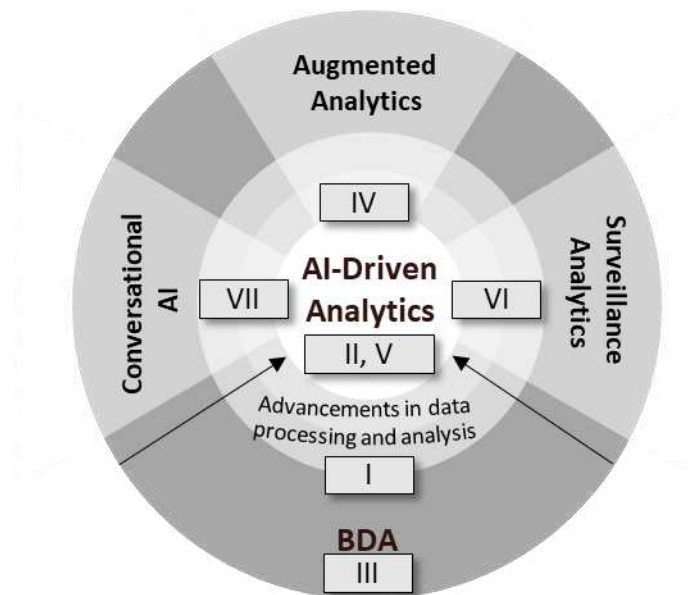 Augmented
Analytics
IV
Conversational
AI
VII
AI-Driven
Analytics
VI
Surveillance
Analytics
II, V
Advancements in data
processing and analysis
I
BDA
III